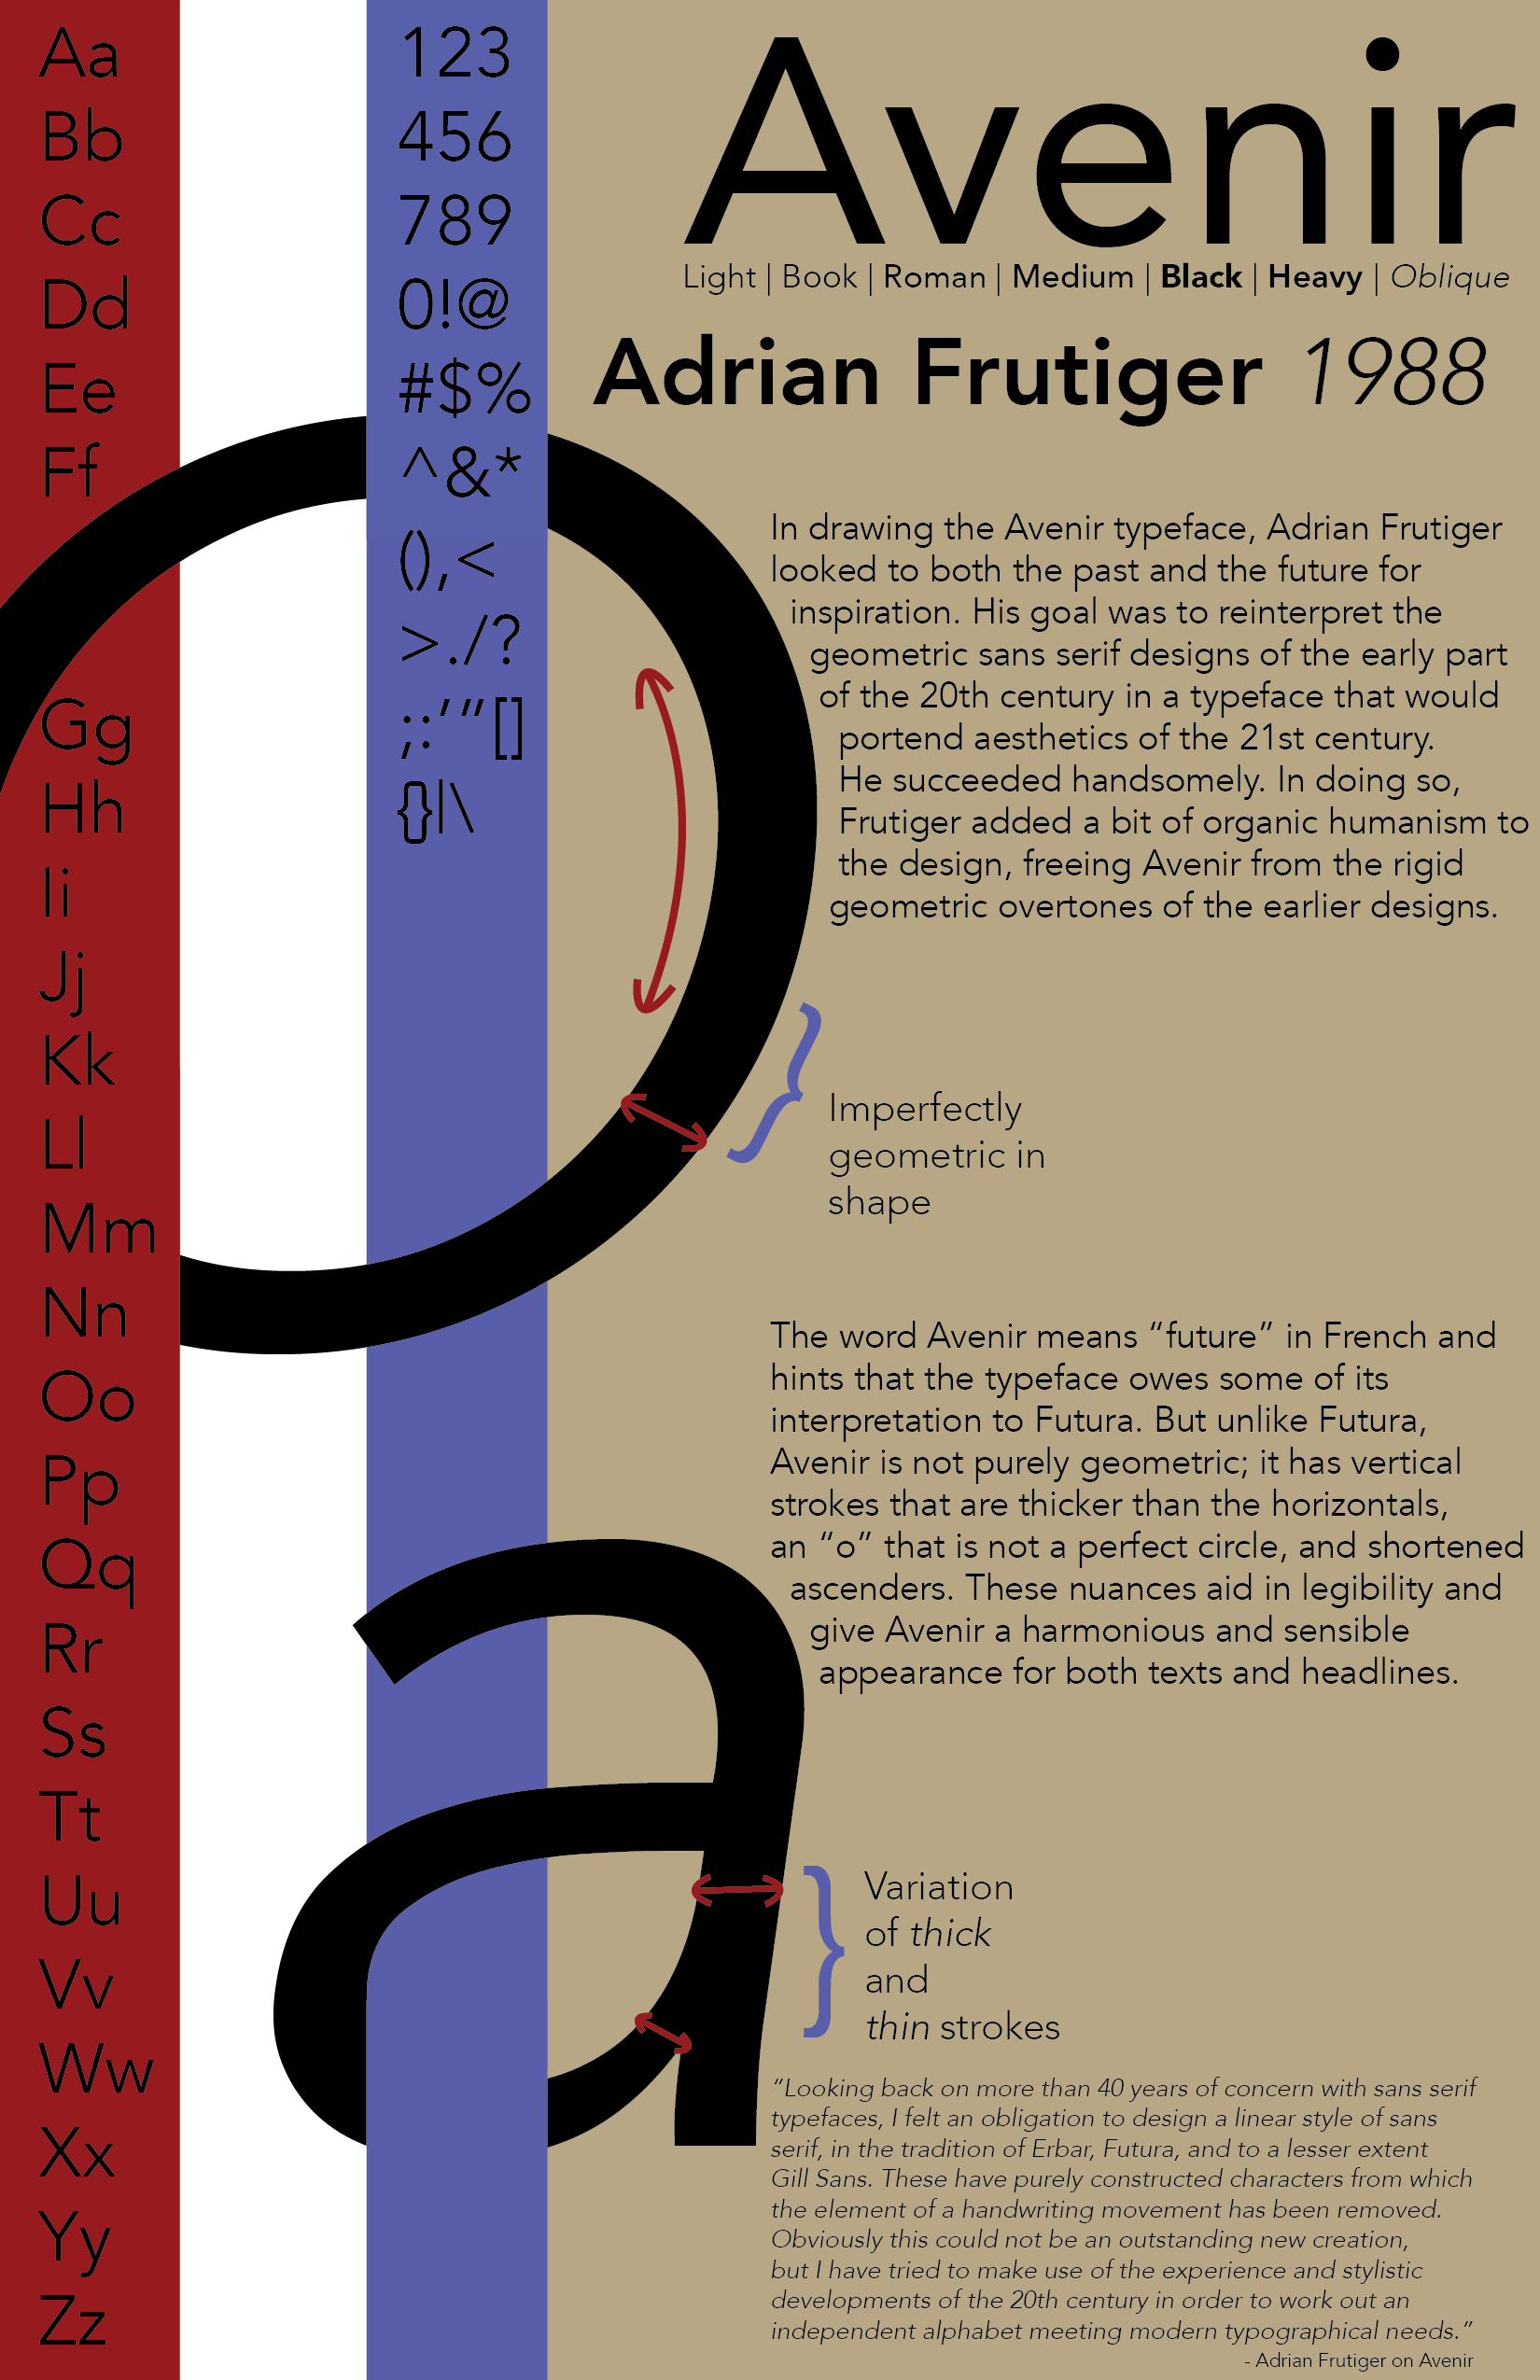 Aa
Bb
Cc
Dd
Ee
Ff
Gg
Hh
Ii
Jj
Kk
Ll
Mm
Nn
Oo
Pp
Qq
Rr
Ss
Tt
Uu
Vv
Ww
Xx
Yy
Zz
123
456
789
0!@
#$%
^&*
(),<
>./?
;:’”[]
{}|\
Avenir
Light | Book | Roman | Medium | Black | Heavy | Oblique
Adrian Frutiger 1988
In drawing the Avenir typeface, Adrian Frutiger
looked to both the past and the future for
inspiration. His goal was to reinterpret the
geometric sans serif designs of the early part
of the 20th century in a typeface that would
portend aesthetics of the 21st century.
He succeeded handsomely. In doing so,
Frutiger added a bit of organic humanism to
the design, freeing Avenir from the rigid
geometric overtones of the earlier designs.
Imperfectly
geometric in
shape
The word Avenir means “future” in French and
hints that the typeface owes some of its
interpretation to Futura. But unlike Futura,
Avenir is not purely geometric; it has vertical
strokes that are thicker than the horizontals,
an “o” that is not a perfect circle, and shortened
ascenders. These nuances aid in legibility and
give Avenir a harmonious and sensible
appearance for both texts and headlines.
o
a
}
}
Variation
of thick
and
thin strokes
“Looking back on more than 40 years of concern with sans serif
typefaces, I felt an obligation to design a linear style of sans
serif, in the tradition of Erbar, Futura, and to a lesser extent
Gill Sans. These have purely constructed characters from which
the element of a handwriting movement has been removed.
Obviously this could not be an outstanding new creation,
but I have tried to make use of the experience and stylistic
developments of the 20th century in order to work out an
independent alphabet meeting modern typographical needs.”
- Adrian Frutiger on Avenir